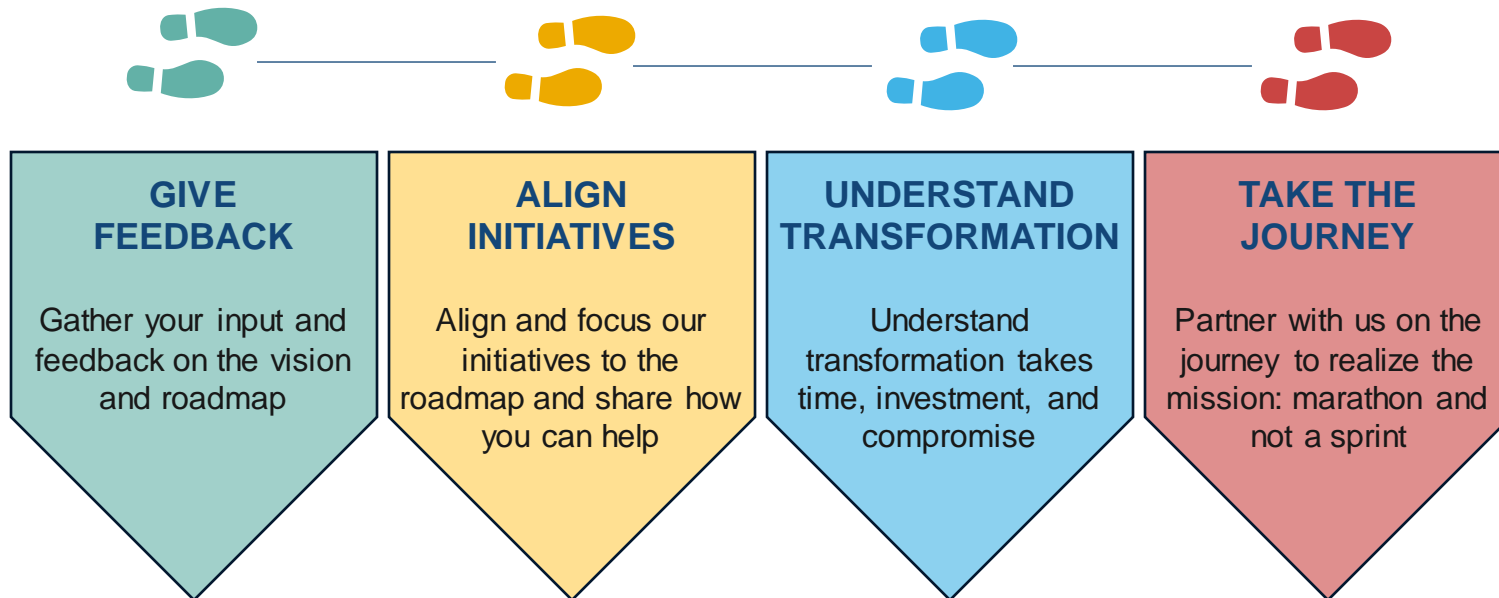 GIVE
FEEDBACK
Gather your input and
feedback on the vision
and roadmap
ALIGN
INITIATIVES
Align and focus our
initiatives to the
roadmap and share how
you can help
UNDERSTAND
TRANSFORMATION
Understand
transformation takes
time, investment, and
compromise
TAKE THE
JOURNEY
Partner with us on the
journey to realize the
mission: marathon and
not a sprint